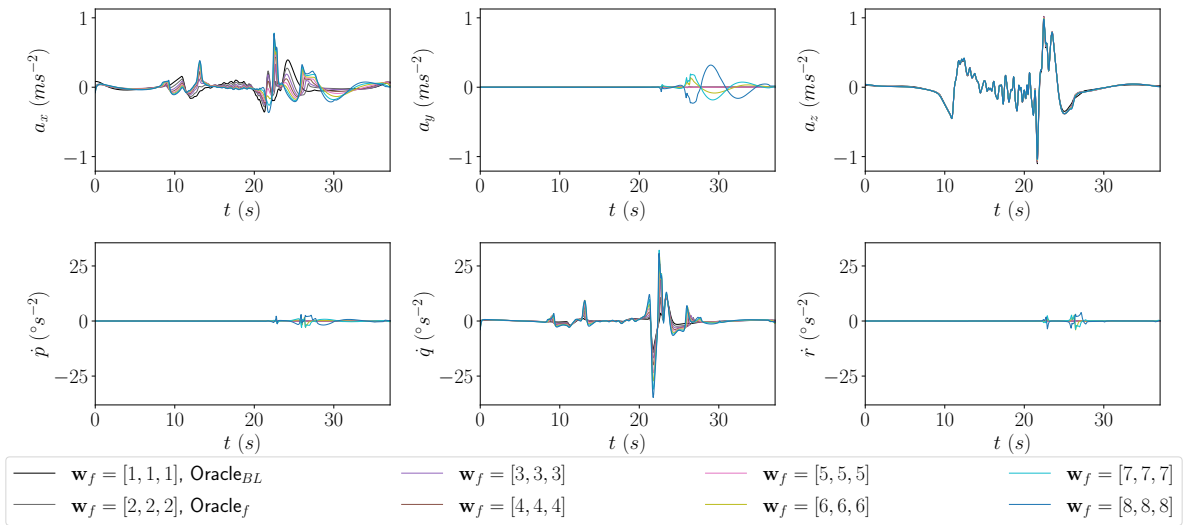 1
0
−1
a_x (ms^{−2})
0 10 20 30
t (s)
1
0
−1
a_y (ms^{−2})
0 10 20 30
t (s)
1
0
−1
a_z (ms^{−2})
0 10 20 30
t (s)
25
0
−25
ṗ (°s^{−2})
0 10 20 30
t (s)
25
0
−25
q̇ (°s^{−2})
0 10 20 30
t (s)
25
0
−25
ṙ (°s^{−2})
0 10 20 30
t (s)
w_f = [1, 1, 1], Oracle_{BL}
w_f = [2, 2, 2], Oracle_f
w_f = [3, 3, 3]
w_f = [4, 4, 4]
w_f = [5, 5, 5]
w_f = [6, 6, 6]
w_f = [7, 7, 7]
w_f = [8, 8, 8]